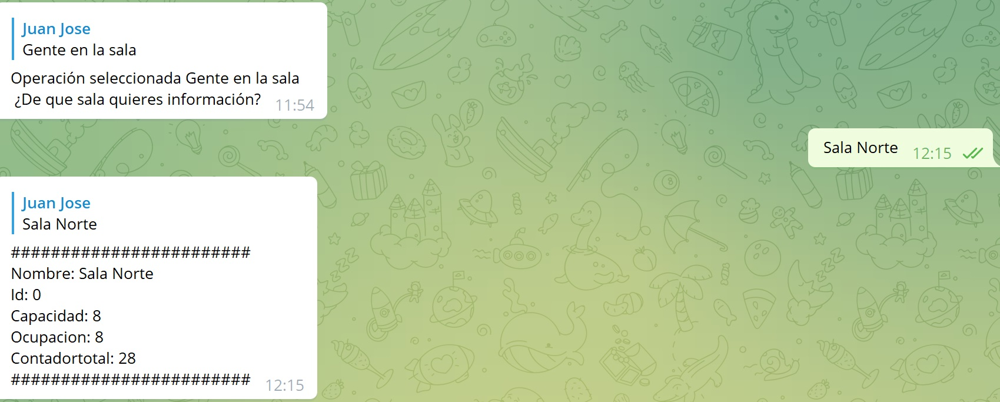 Juan Jose
Gente en la sala
Operación seleccionada Gente en la sala
¿De que sala quieres información?
11:54
Sala Norte
12:15
Juan Jose
Sala Norte
########################
Nombre: Sala Norte
Id: 0
Capacidad: 8
Ocupacion: 8
Contadortotal: 28
########################
12:15